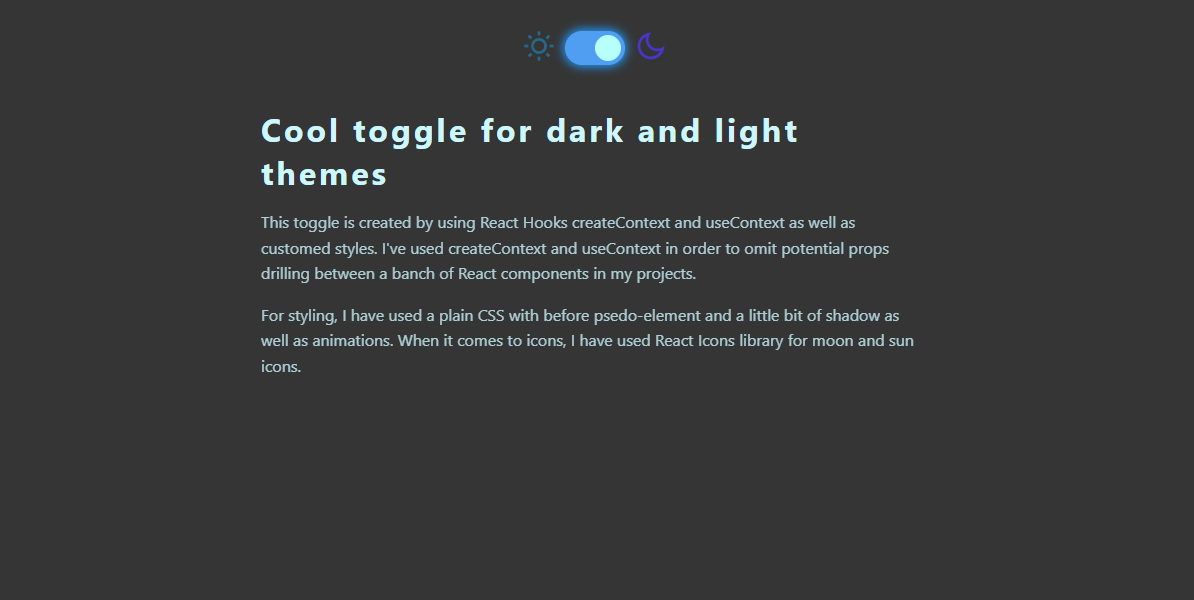 Cool toggle for dark and light
themes
This toggle is created by using React Hooks createContext and useContext as well as
customed styles. I've used createContext and useContext in order to omit potential props
drilling between a banch of React components in my projects.
For styling, I have used a plain CSS with before psedo-element and a little bit of shadow as
well as animations. When it comes to icons, I have used React Icons library for moon and sun
icons.